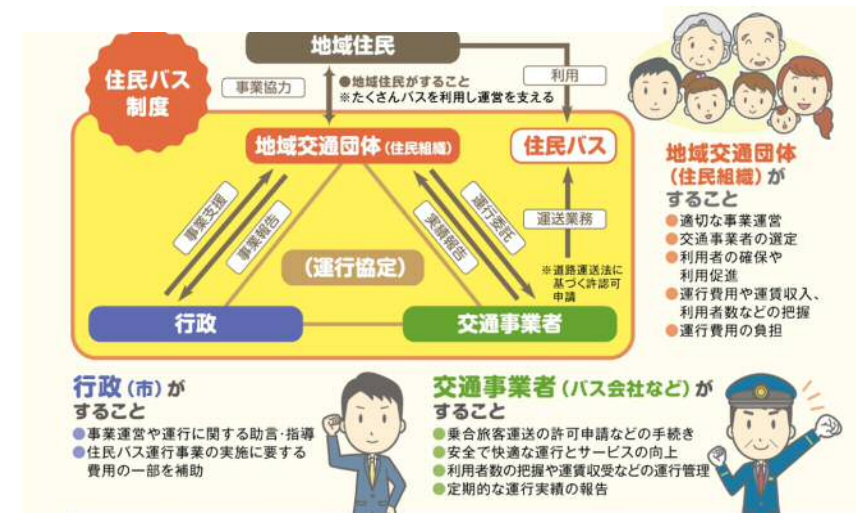 住民バス
制度
地域住民
事業協力
●地域住民がすること
※たくさんバスを利用し運営を支える
利用
地域交通団体(住民組織)
住民バス
事業支援
事業報告
運行委託
実績報告
運送業務
(運行協定)
※道路運送法に
基づく許認可
申請
行政
交通事業者
地域交通団体
(住民組織)が
すること
●適切な事業運営
●交通事業者の選定
●利用者の確保や
利用促進
●運行費用や運賃収入、
利用者数などの把握
●運行費用の負担
行政(市)が
すること
●事業運営や運行に関する助言・指導
●住民バス運行事業の実施に要する
費用の一部を補助
交通事業者(バス会社など)が
すること
●乗合旅客運送の許可申請などの手続き
●安全で快適な運行とサービスの向上
●利用者数の把握や運賃収受などの運行管理
●定期的な運行実績の報告